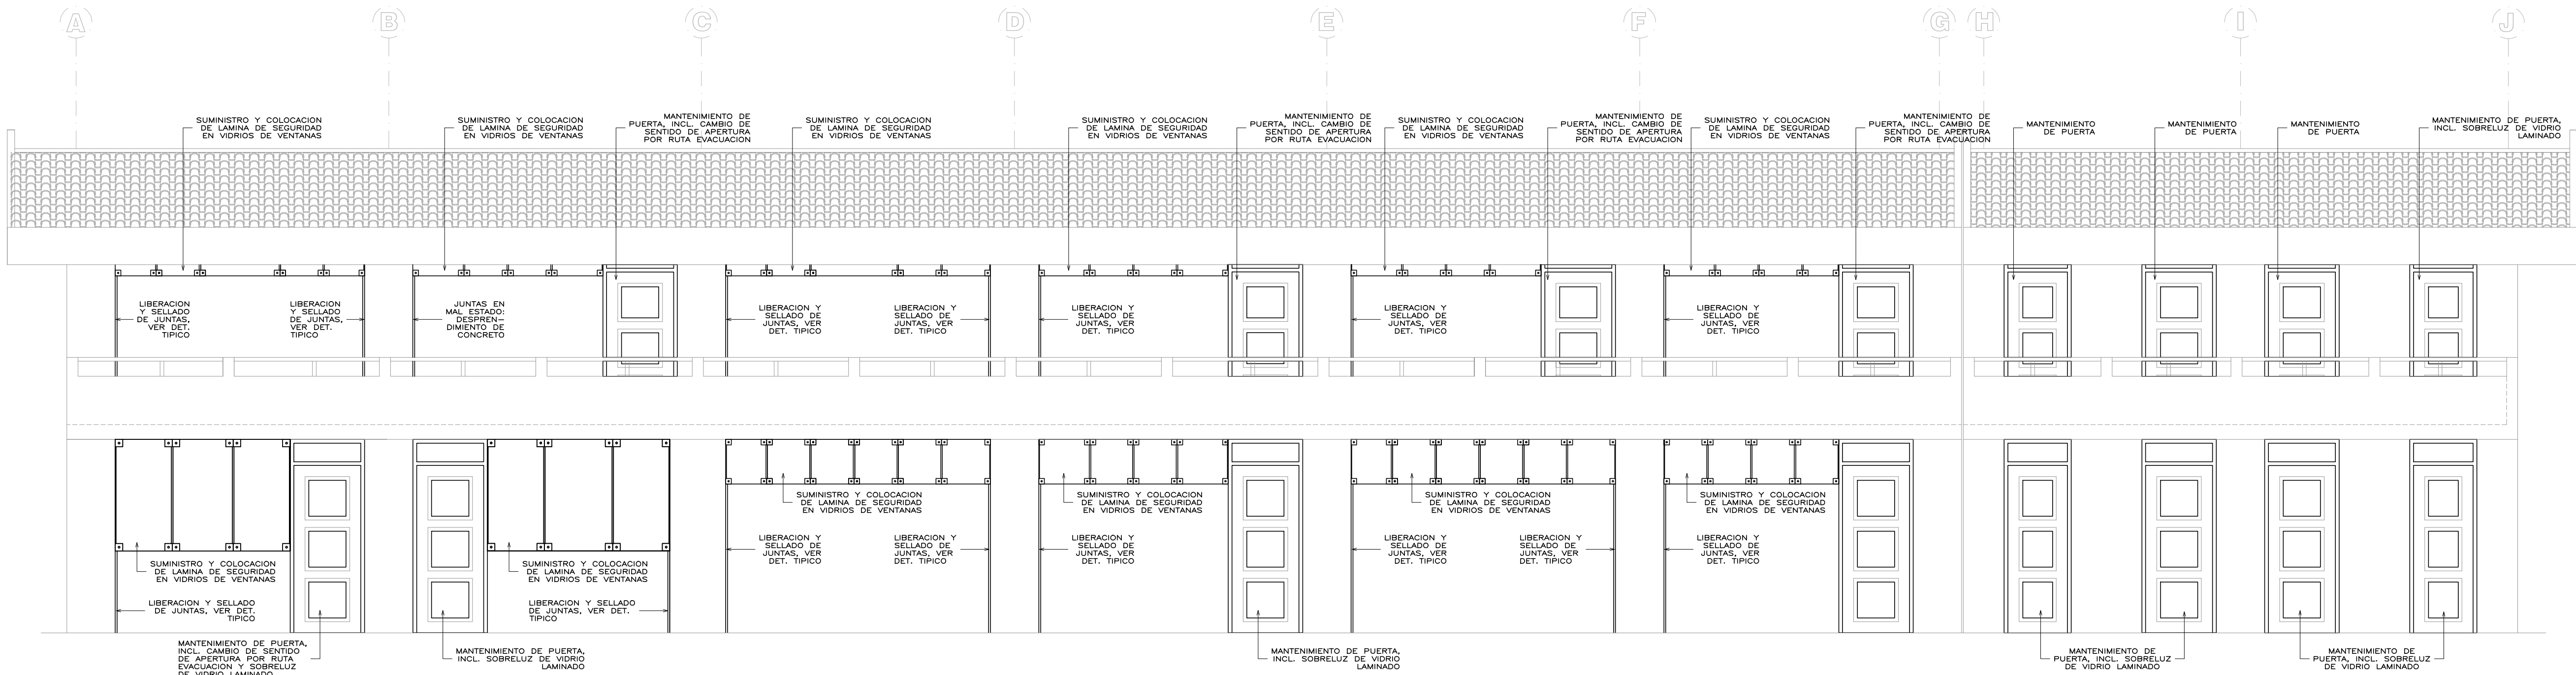 A
B
C
D
E
F
G
H
I
J
SUMINISTRO Y COLOCACION
DE LAMINA DE SEGURIDAD
EN VIDRIOS DE VENTANAS
SUMINISTRO Y COLOCACION
DE LAMINA DE SEGURIDAD
EN VIDRIOS DE VENTANAS
MANTENIMIENTO DE
PUERTA, INCL. CAMBIO DE
SENTIDO DE APERTURA
POR RUTA EVACUACION
SUMINISTRO Y COLOCACION
DE LAMINA DE SEGURIDAD
EN VIDRIOS DE VENTANAS
SUMINISTRO Y COLOCACION
DE LAMINA DE SEGURIDAD
EN VIDRIOS DE VENTANAS
MANTENIMIENTO DE
PUERTA, INCL. CAMBIO DE
SENTIDO DE APERTURA
POR RUTA EVACUACION
SUMINISTRO Y COLOCACION
DE LAMINA DE SEGURIDAD
EN VIDRIOS DE VENTANAS
MANTENIMIENTO DE
PUERTA, INCL. CAMBIO DE
SENTIDO DE APERTURA
POR RUTA EVACUACION
SUMINISTRO Y COLOCACION
DE LAMINA DE SEGURIDAD
EN VIDRIOS DE VENTANAS
MANTENIMIENTO DE
PUERTA, INCL. CAMBIO DE
SENTIDO DE APERTURA
POR RUTA EVACUACION
MANTENIMIENTO
DE PUERTA
MANTENIMIENTO
DE PUERTA
MANTENIMIENTO
DE PUERTA
MANTENIMIENTO DE PUERTA,
INCL. SOBRELUZ DE VIDRIO
LAMINADO
LIBERACION
Y SELLADO
DE JUNTAS,
VER DET.
TIPICO
LIBERACION
Y SELLADO
DE JUNTAS,
VER DET.
TIPICO
JUNTAS EN
MAL ESTADO:
DESPREN-
DIMIENTO DE
CONCRETO
LIBERACION Y
SELLADO DE
JUNTAS, VER
DET. TIPICO
LIBERACION Y
SELLADO DE
JUNTAS, VER
DET. TIPICO
LIBERACION Y
SELLADO DE
JUNTAS, VER
DET. TIPICO
LIBERACION Y
SELLADO DE
JUNTAS, VER
DET. TIPICO
LIBERACION Y
SELLADO DE
JUNTAS, VER
DET. TIPICO
SUMINISTRO Y COLOCACION
DE LAMINA DE SEGURIDAD
EN VIDRIOS DE VENTANAS
SUMINISTRO Y COLOCACION
DE LAMINA DE SEGURIDAD
EN VIDRIOS DE VENTANAS
SUMINISTRO Y COLOCACION
DE LAMINA DE SEGURIDAD
EN VIDRIOS DE VENTANAS
SUMINISTRO Y COLOCACION
DE LAMINA DE SEGURIDAD
EN VIDRIOS DE VENTANAS
LIBERACION Y
SELLADO DE
JUNTAS, VER
DET. TIPICO
LIBERACION Y
SELLADO DE
JUNTAS, VER
DET. TIPICO
LIBERACION Y
SELLADO DE
JUNTAS, VER
DET. TIPICO
LIBERACION Y
SELLADO DE
JUNTAS, VER
DET. TIPICO
LIBERACION Y
SELLADO DE
JUNTAS, VER
DET. TIPICO
LIBERACION Y
SELLADO DE
JUNTAS, VER
DET. TIPICO
SUMINISTRO Y COLOCACION
DE LAMINA DE SEGURIDAD
EN VIDRIOS DE VENTANAS
SUMINISTRO Y COLOCACION
DE LAMINA DE SEGURIDAD
EN VIDRIOS DE VENTANAS
LIBERACION Y SELLADO
DE JUNTAS, VER DET.
TIPICO
LIBERACION Y SELLADO
DE JUNTAS, VER DET.
TIPICO
MANTENIMIENTO DE PUERTA,
INCL. CAMBIO DE SENTIDO
DE APERTURA POR RUTA
EVACUACION Y SOBRELUZ
DE VIDRIO LAMINADO
MANTENIMIENTO DE PUERTA,
INCL. SOBRELUZ DE VIDRIO
LAMINADO
MANTENIMIENTO DE PUERTA,
INCL. SOBRELUZ DE VIDRIO
LAMINADO
MANTENIMIENTO DE
PUERTA, INCL. SOBRELUZ
DE VIDRIO LAMINADO
MANTENIMIENTO DE
PUERTA, INCL. SOBRELUZ
DE VIDRIO LAMINADO